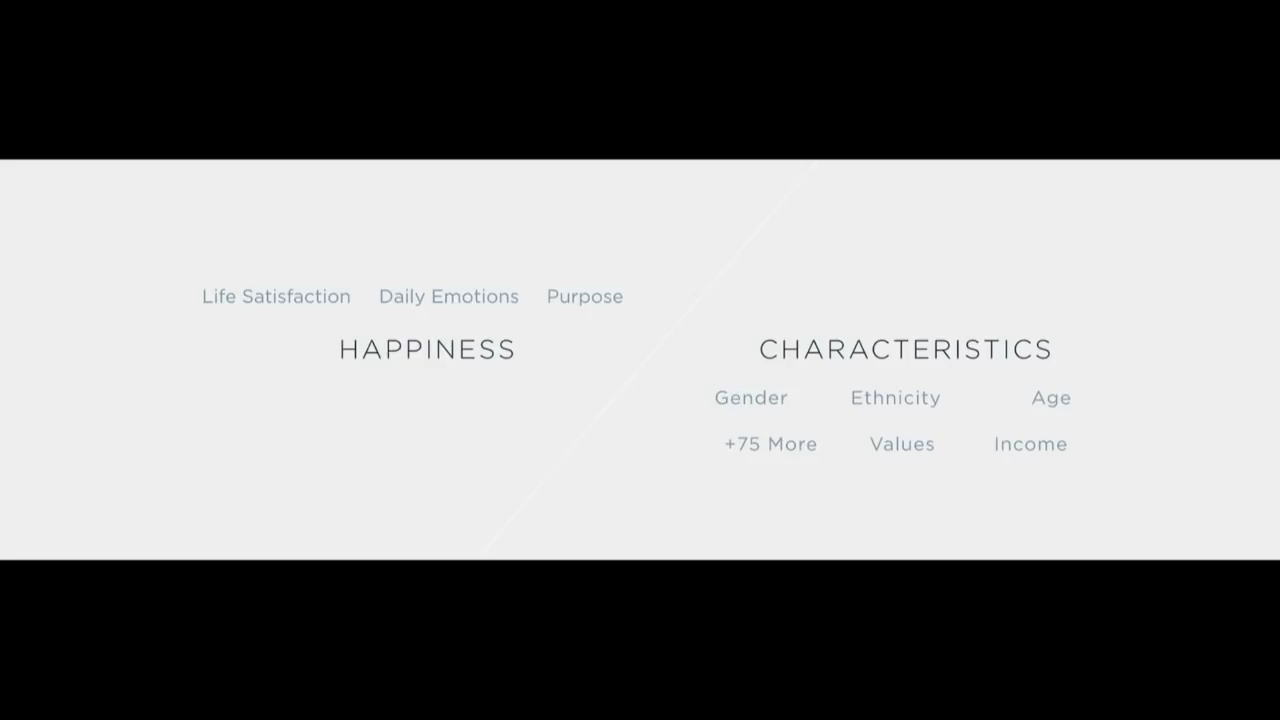 Life Satisfaction Daily Emotions Purpose
HAPPINESS
CHARACTERISTICS
Gender Ethnicity Age
+75 More Values Income